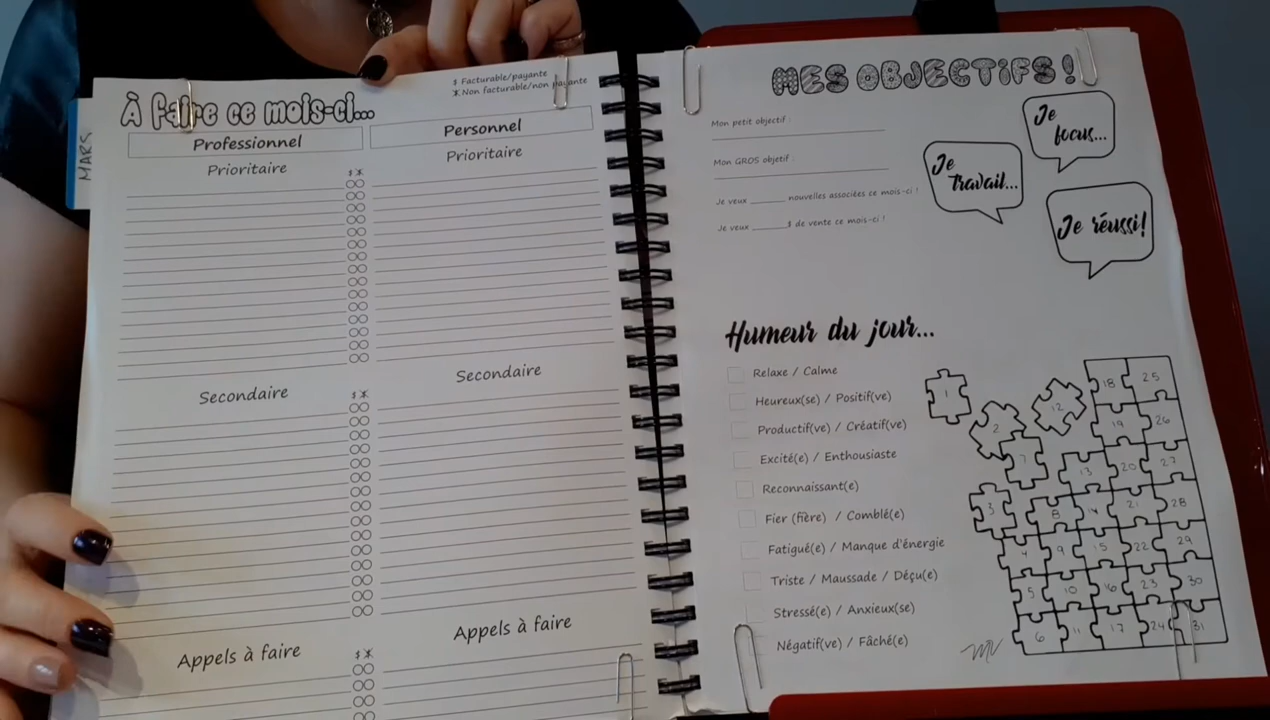 MARS
À faire ce mois-ci...
$ Facturable/payante
* Non facturable/non payante
Professionnel
Personnel
Prioritaire
$ *
Prioritaire
Secondaire
$ *
Secondaire
Appels à faire
$ *
Appels à faire
MES OBJECTIFS !
Mon petit objectif :
Mon GROS objetif :
Je veux ______ nouvelles associées ce mois-ci !
Je veux ______$ de vente ce mois-ci !
Je focus...
Je travail...
Je réussi!
Humeur du jour...
Relaxe / Calme
Heureux(se) / Positif(ve)
Productif(ve) / Créatif(ve)
Excité(e) / Enthousiaste
Reconnaissant(e)
Fier (fière) / Comblé(e)
Fatigué(e) / Manque d'énergie
Triste / Maussade / Déçu(e)
Stressé(e) / Anxieux(se)
Négatif(ve) / Fâché(e)
1 12 18 25
2 19 26
7 13 20 27
3 8 14 21 28
4 9 15 22 29
5 10 16 23 30
6 11 17 24 31